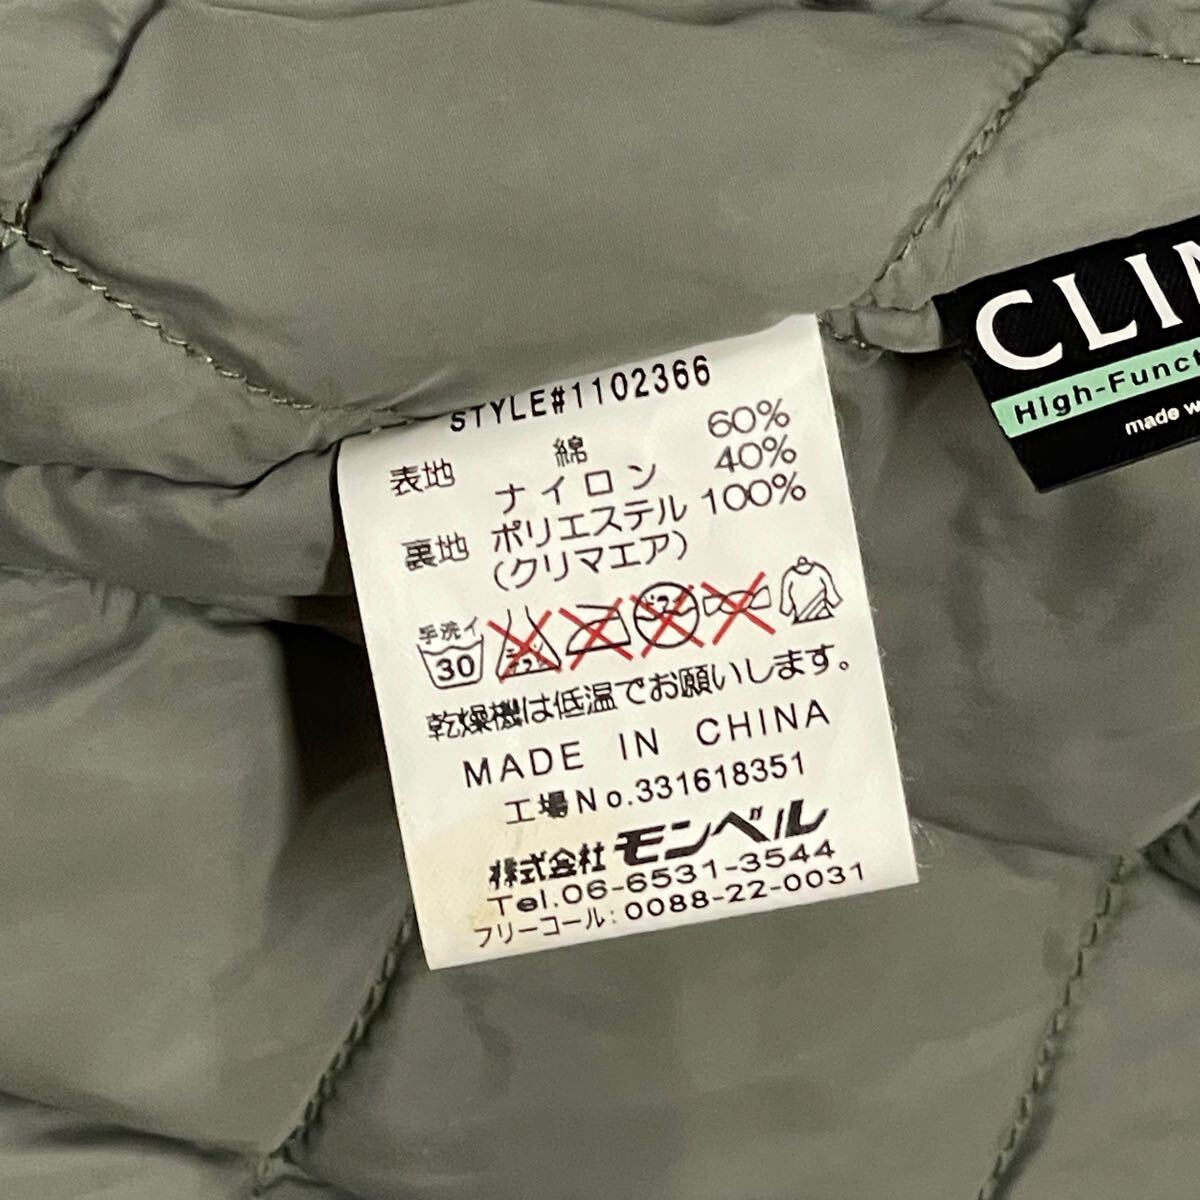 STYLE#1102366
表地 綿 60%
ナイロン 40%
裏地 ポリエステル 100%
(クリマエア)
手洗イ
30
ドライ
乾燥機は低温でお願いします。
MADE IN CHINA
工場No.331618351
株式会社 モンベル
Tel.06-6531-3544
フリーコール:0088-22-0031
CLIM
High-Funct
made w